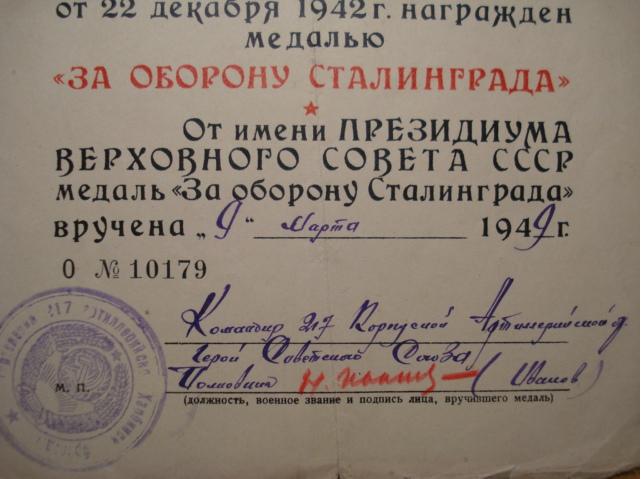 от 22 декабря 1942 г. награжден
медалью
«ЗА ОБОРОНУ СТАЛИНГРАДА»
От имени ПРЕЗИДИУМА
ВЕРХОВНОГО СОВЕТА СССР
медаль «За оборону Сталинграда»
вручена „9" Марта 1949 г.
О № 10179
Командир 217 Корпусной Артиллерийской
Герой Советского Союза
Полковник (Иванов)
М. П.
(должность, военное звание и подпись лица, вручившего медаль)
217